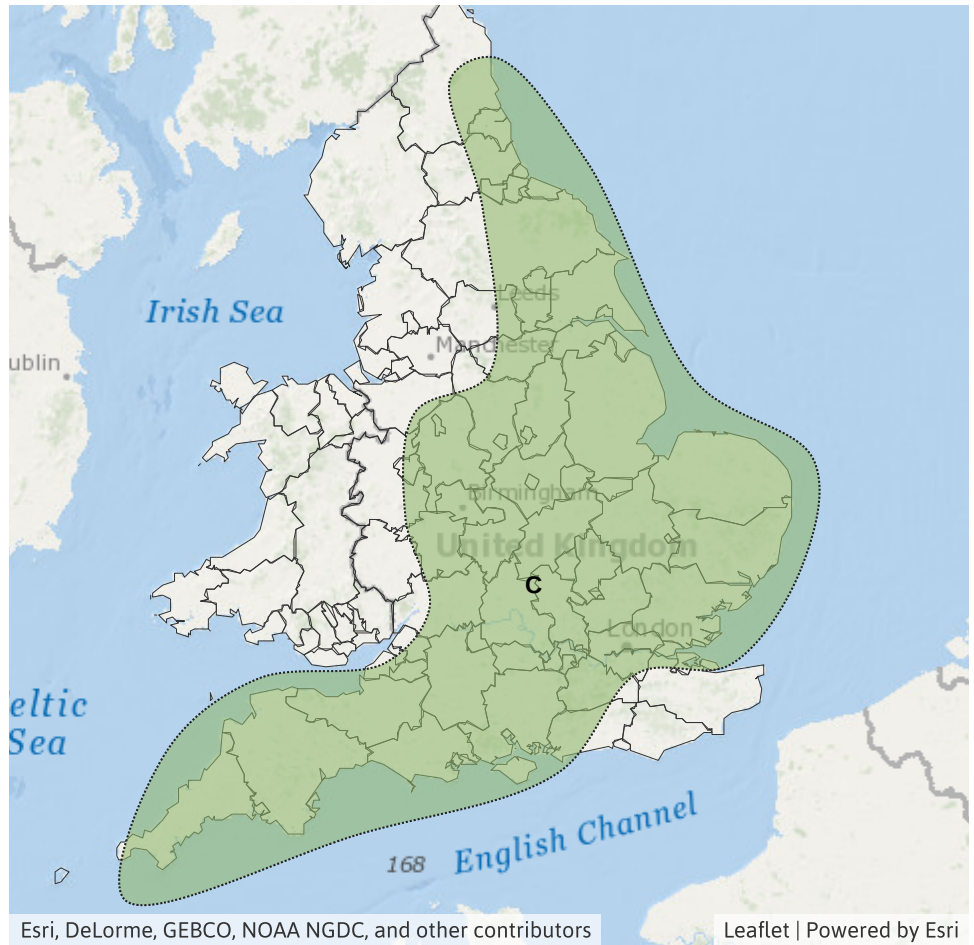 Irish Sea
Leeds
Manchester
ublin
Birmingham
United Kingdom
C
London
eltic
Sea
168
English Channel
Esri, DeLorme, GEBCO, NOAA NGDC, and other contributors
Leaflet | Powered by Esri